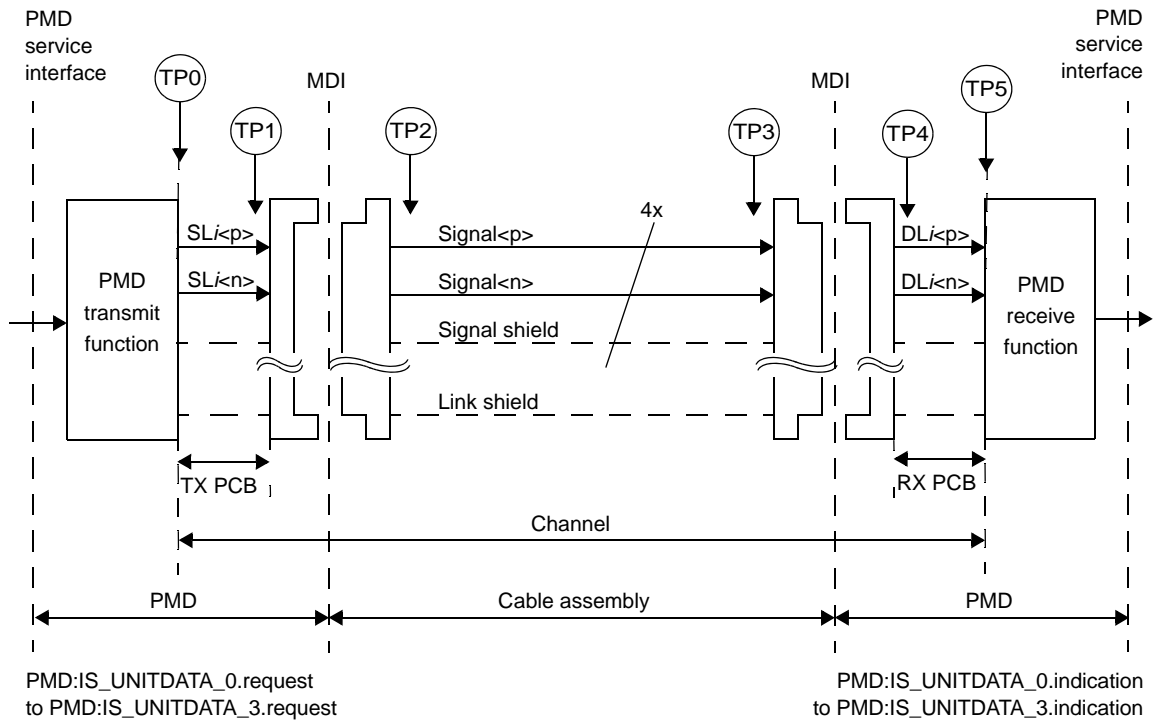 PMD
service
interface
PMD
service
interface
TP0
MDI
MDI
TP5
TP1
TP2
TP3
TP4
4x
SLi<p>
Signal<p>
DLi<p>
SLi<n>
Signal<n>
DLi<n>
PMD
transmit
function
PMD
receive
function
Signal shield
Link shield
TX PCB
RX PCB
Channel
PMD
Cable assembly
PMD
PMD:IS_UNITDATA_0.request
to PMD:IS_UNITDATA_3.request
PMD:IS_UNITDATA_0.indication
to PMD:IS_UNITDATA_3.indication